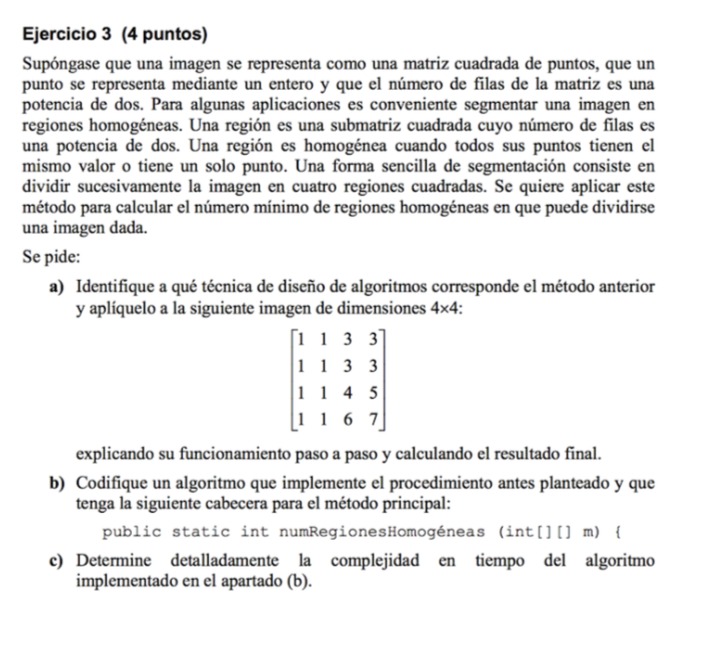 Ejercicio 3 (4 puntos)
Supóngase que una imagen se representa como una matriz cuadrada de puntos, que un
punto se representa mediante un entero y que el número de filas de la matriz es una
potencia de dos. Para algunas aplicaciones es conveniente segmentar una imagen en
regiones homogéneas. Una región es una submatriz cuadrada cuyo número de filas es
una potencia de dos. Una región es homogénea cuando todos sus puntos tienen el
mismo valor o tiene un solo punto. Una forma sencilla de segmentación consiste en
dividir sucesivamente la imagen en cuatro regiones cuadradas. Se quiere aplicar este
método para calcular el número mínimo de regiones homogéneas en que puede dividirse
una imagen dada.
Se pide:
a) Identifique a qué técnica de diseño de algoritmos corresponde el método anterior
y aplíquelo a la siguiente imagen de dimensiones 4×4:
1 1 3 3
1 1 3 3
1 1 4 5
1 1 6 7
explicando su funcionamiento paso a paso y calculando el resultado final.
b) Codifique un algoritmo que implemente el procedimiento antes planteado y que
tenga la siguiente cabecera para el método principal:
public static int numRegionesHomogéneas (int[][] m) {
c) Determine detalladamente la complejidad en tiempo del algoritmo
implementado en el apartado (b).